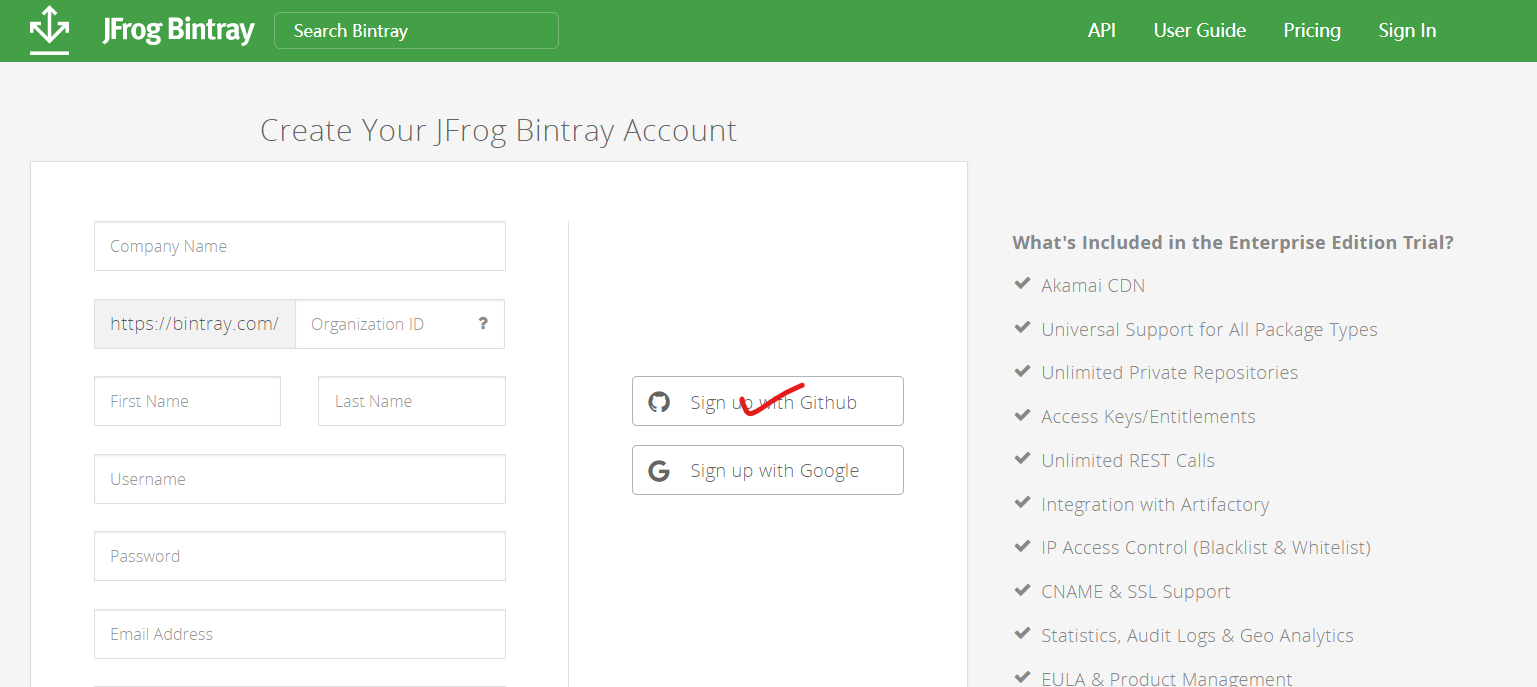 JFrog Bintray
Search Bintray
API
User Guide
Pricing
Sign In
Create Your JFrog Bintray Account
Company Name
https://bintray.com/
Organization ID
?
First Name
Last Name
Username
Password
Email Address
Sign up with Github
Sign up with Google
What's Included in the Enterprise Edition Trial?
Akamai CDN
Universal Support for All Package Types
Unlimited Private Repositories
Access Keys/Entitlements
Unlimited REST Calls
Integration with Artifactory
IP Access Control (Blacklist & Whitelist)
CNAME & SSL Support
Statistics, Audit Logs & Geo Analytics
EULA & Product Management